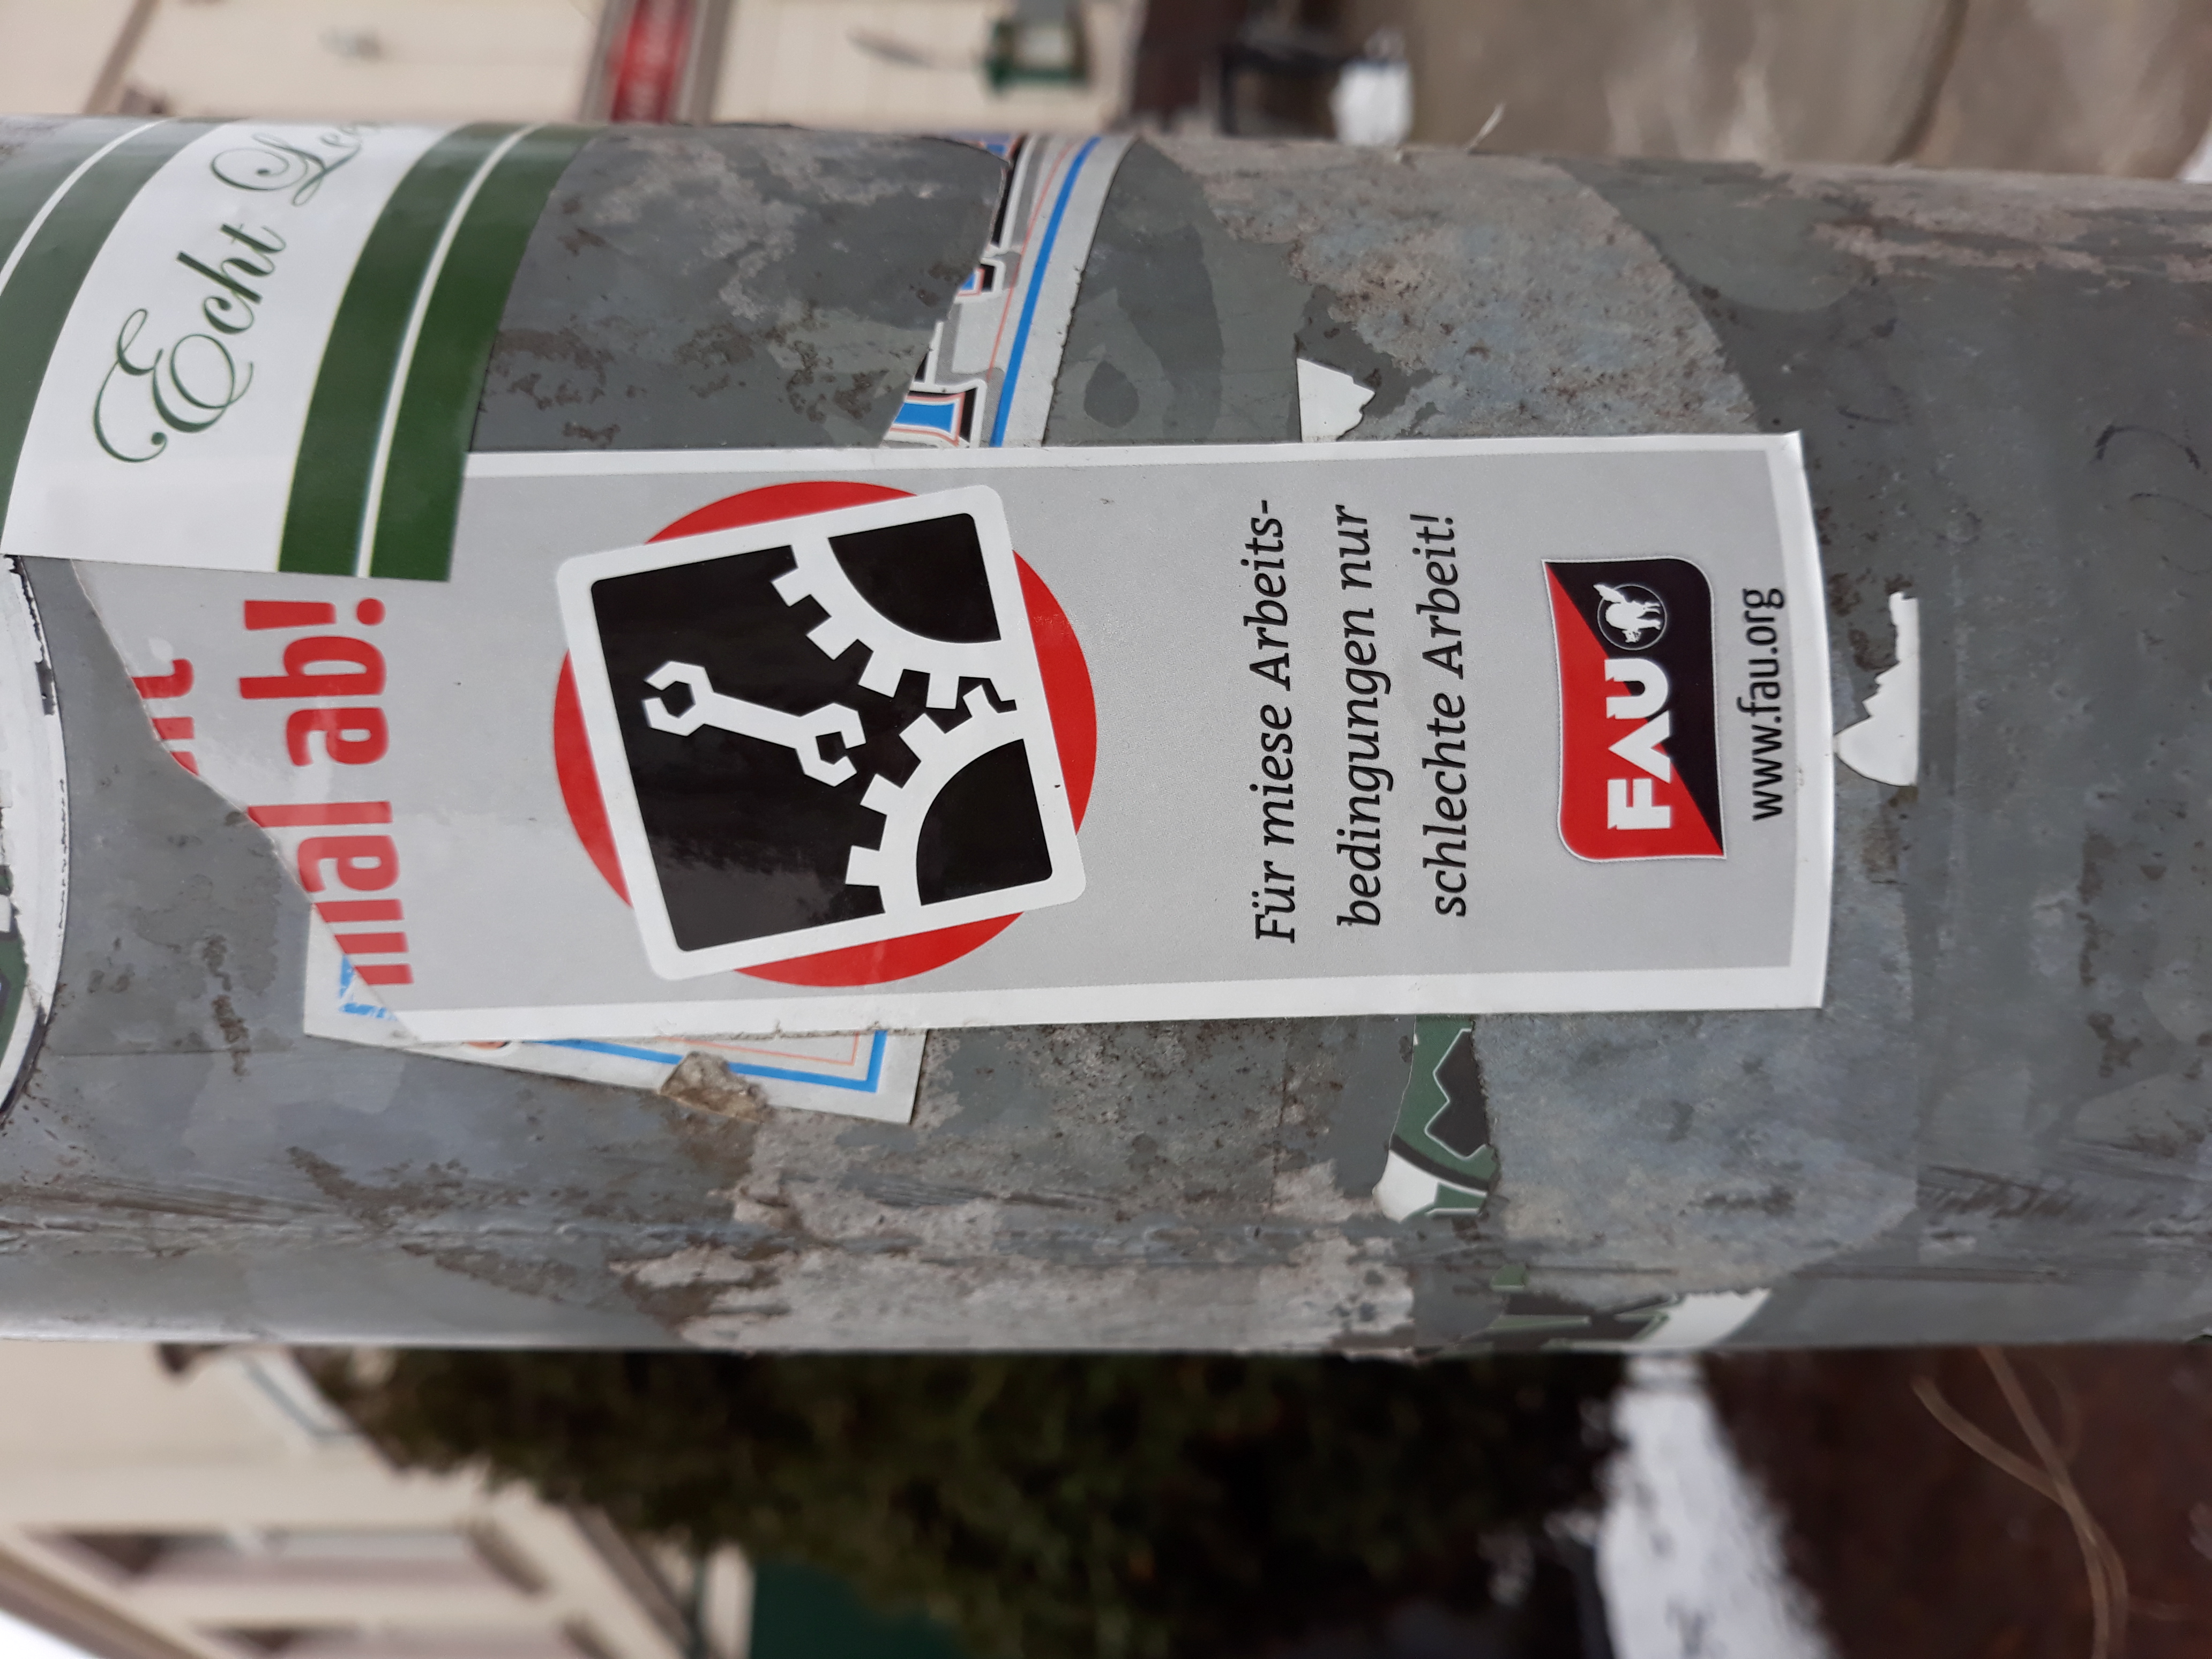 Echt
mal ab!
Für miese Arbeits-
bedingungen nur
schlechte Arbeit!
FAU
www.fau.org